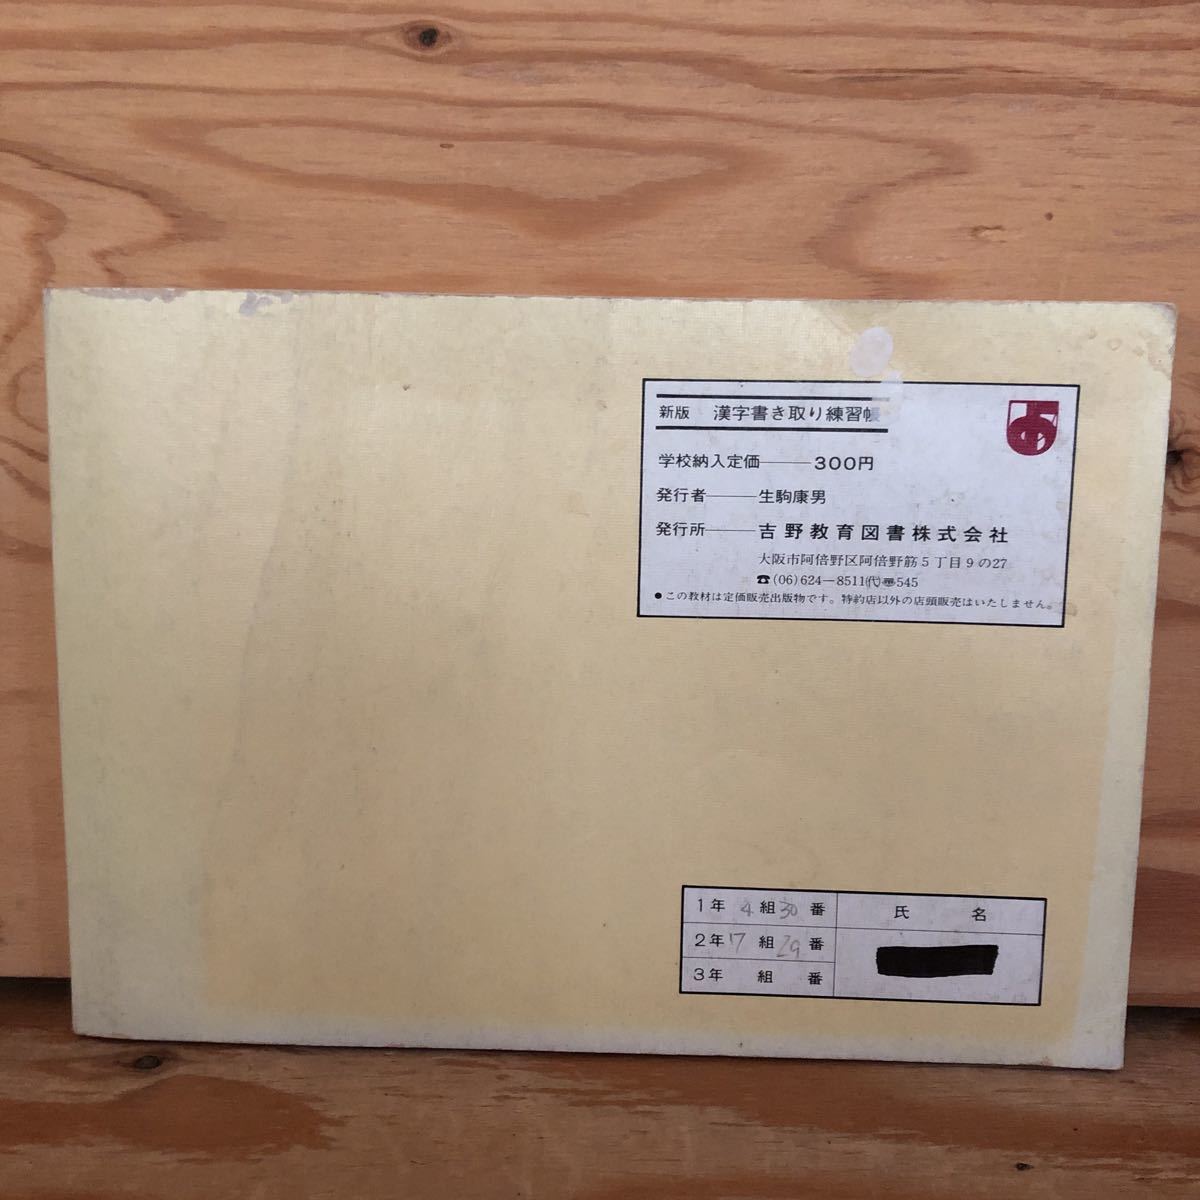 新版 漢字書き取り練習帳
学校納入定価――300円
発行者――生駒康男
発行所――吉野教育図書株式会社
大阪市阿倍野区阿倍野筋5丁目9の27
☎(06)624―8511㈹〠545
●この教材は定価販売出版物です。特約店以外の店頭販売はいたしません。
1年 4 組 30 番
2年 7 組 29 番
3年 組 番
氏 名